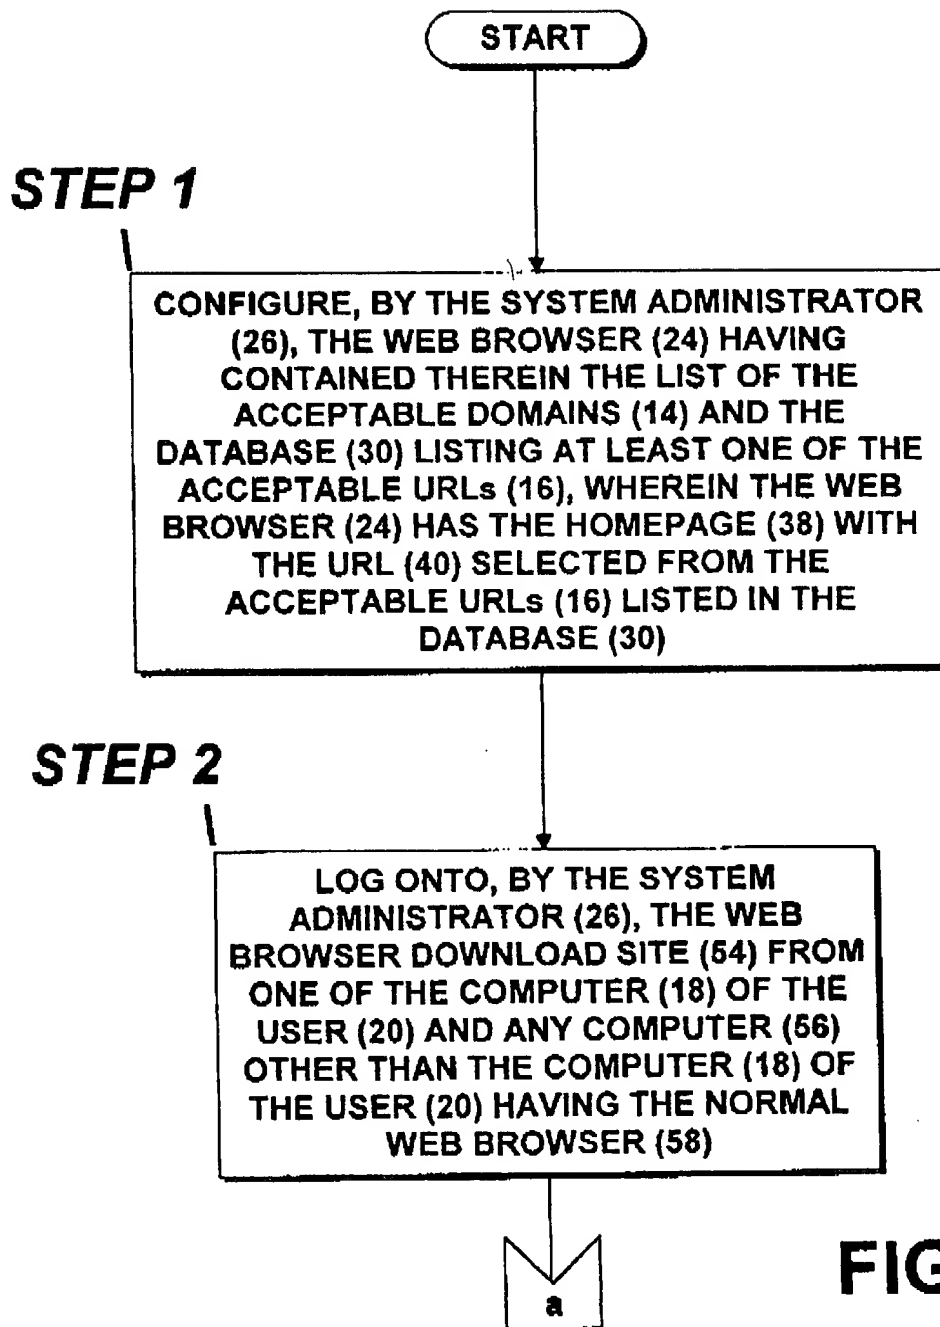 START
STEP 1
CONFIGURE, BY THE SYSTEM ADMINISTRATOR
(26), THE WEB BROWSER (24) HAVING
CONTAINED THEREIN THE LIST OF THE
ACCEPTABLE DOMAINS (14) AND THE
DATABASE (30) LISTING AT LEAST ONE OF THE
ACCEPTABLE URLs (16), WHEREIN THE WEB
BROWSER (24) HAS THE HOMEPAGE (38) WITH
THE URL (40) SELECTED FROM THE
ACCEPTABLE URLs (16) LISTED IN THE
DATABASE (30)
STEP 2
LOG ONTO, BY THE SYSTEM
ADMINISTRATOR (26), THE WEB
BROWSER DOWNLOAD SITE (54) FROM
ONE OF THE COMPUTER (18) OF THE
USER (20) AND ANY COMPUTER (56)
OTHER THAN THE COMPUTER (18) OF
THE USER (20) HAVING THE NORMAL
WEB BROWSER (58)
FIG
a